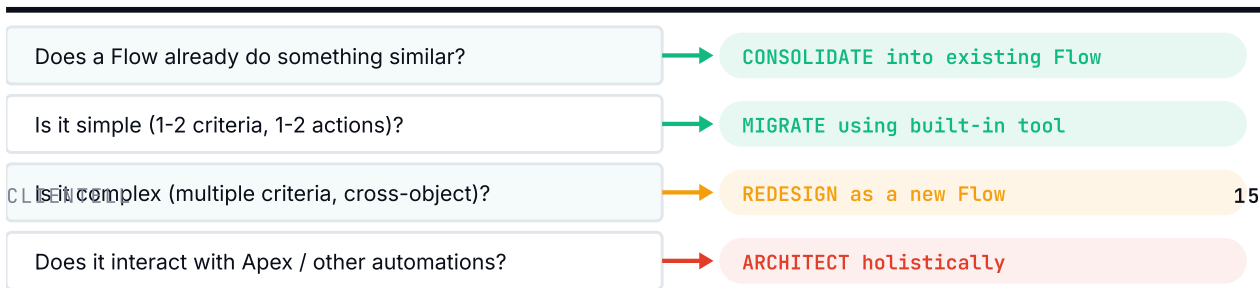 Does a Flow already do something similar?
CONSOLIDATE into existing Flow
Is it simple (1-2 criteria, 1-2 actions)?
MIGRATE using built-in tool
Is it complex (multiple criteria, cross-object)?
REDESIGN as a new Flow
CLIENTELL
15
Does it interact with Apex / other automations?
ARCHITECT holistically